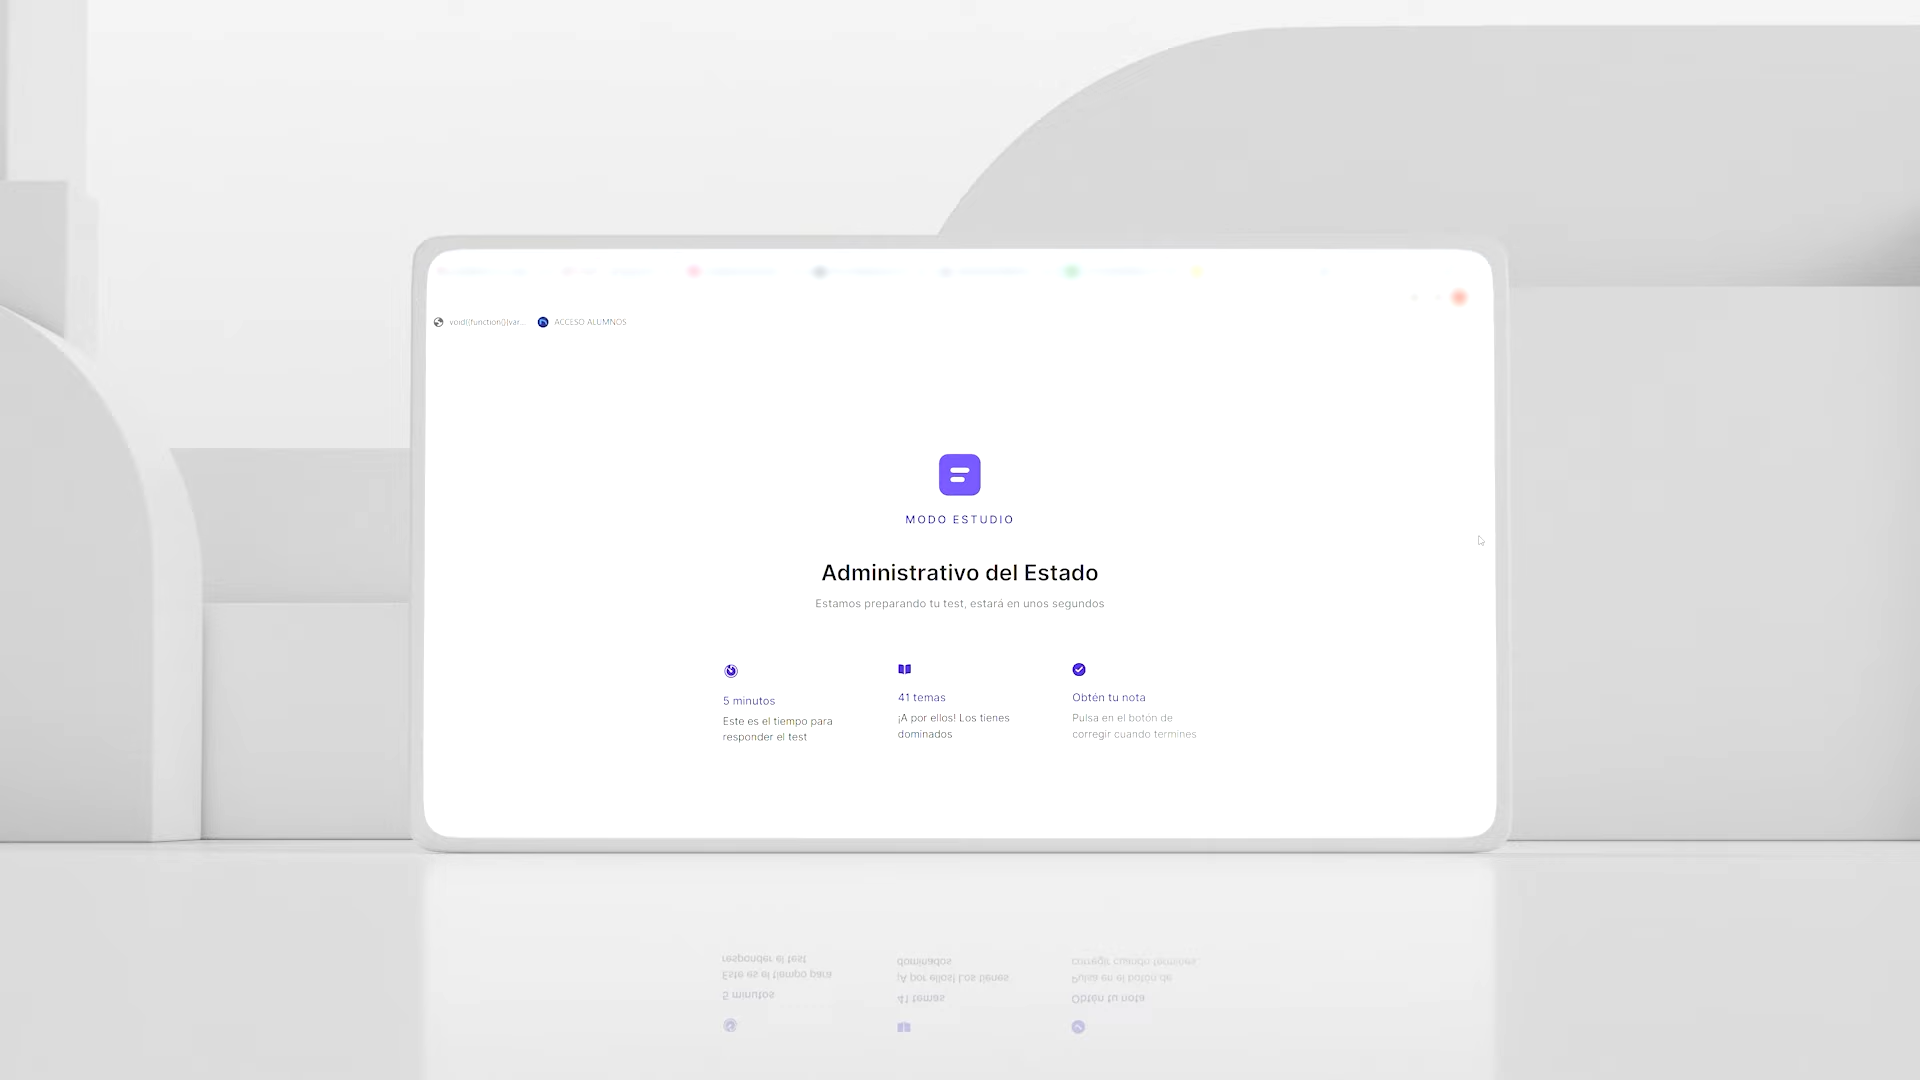 void((function(){var...
ACCESO ALUMNOS
MODO ESTUDIO
Administrativo del Estado
Estamos preparando tu test, estará en unos segundos
5 minutos
Este es el tiempo para
responder el test
41 temas
¡A por ellos! Los tienes
dominados
Obtén tu nota
Pulsa en el botón de
corregir cuando termines